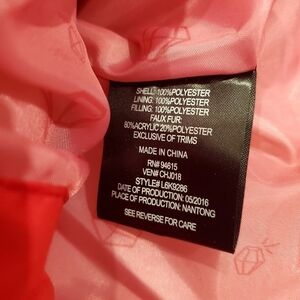 SHELL: 100%POLYESTER
LINING: 100%POLYESTER
FILLING: 100%POLYESTER
FAUX FUR:
80%ACRYLIC 20%POLYESTER
EXCLUSIVE OF TRIMS
MADE IN CHINA
RN# 94615
VEN# CHJ018
STYLE# L6K9286
DATE OF PRODUCTION: 05/2016
PLACE OF PRODUCTION: NANTONG
SEE REVERSE FOR CARE